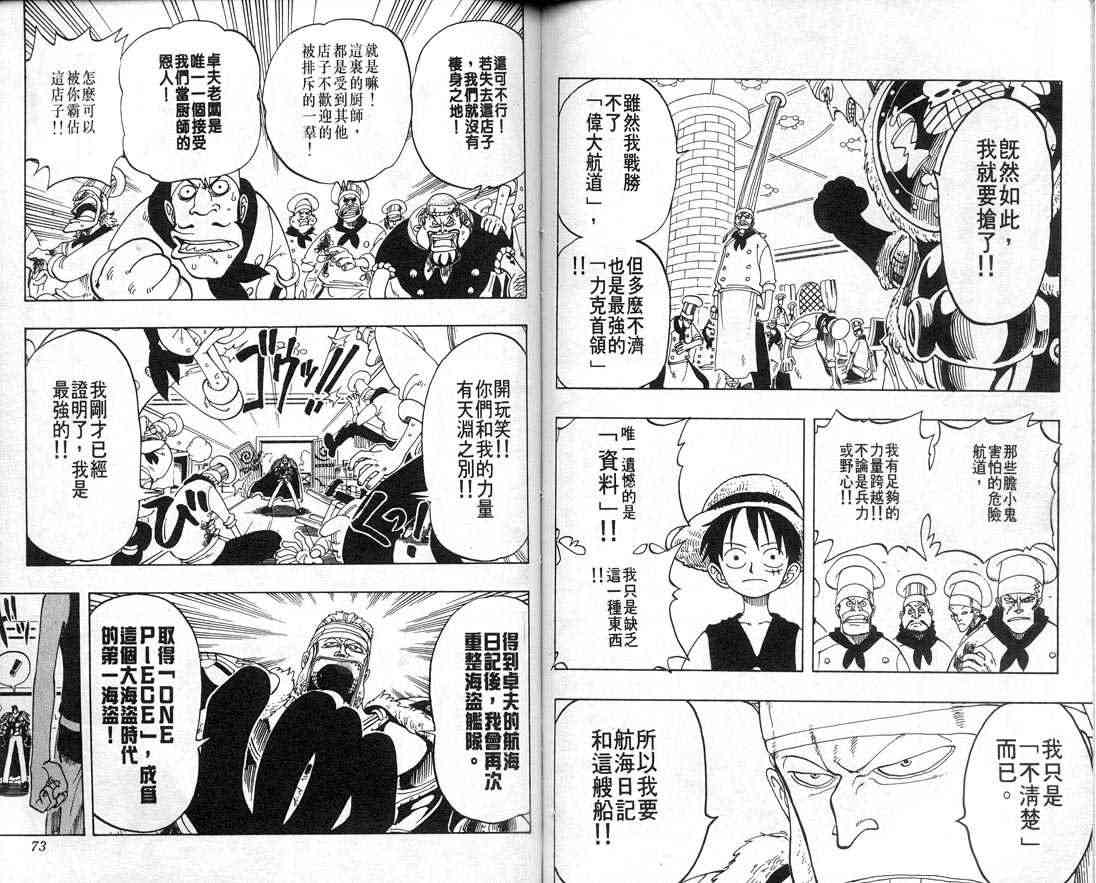 既然如此，
我就要搶了!!
雖然我戰勝
不了
「偉大航道」，
但多麼不濟
也是最強的
「力克首領」
!!
那些膽小鬼
害怕的危險
航道，
我有足夠的
力量跨越!!
不論是兵力
或野心!!
唯一遺憾的是
「資料」!!
我只是缺乏
這一種東西
!!
我只是
「不清楚」
而已。
所以我要
航海日記
和這艘船!!
這可不行！
若失去這店子
，我們就沒有
棲身之地！
就是嘛！
這裏的厨師，
都是受到其他
店子不歡迎的
被排斥的一羣！
卓夫老闆是
唯一一個接受
我們當厨師的
恩人！
怎麽可以
被你霸佔
這店子!!
開玩笑!!
你們和我的力量
有天淵之別!!
ゴゥッ!!
びび
くっ
我剛才已經
證明了，我是
最強的!!
得到卓夫的航海
日記後，我會再次
重整海盜艦隊。
取得「ONE
PIECE」，成爲
這個大海盜時代
的第一海盜！
！
73